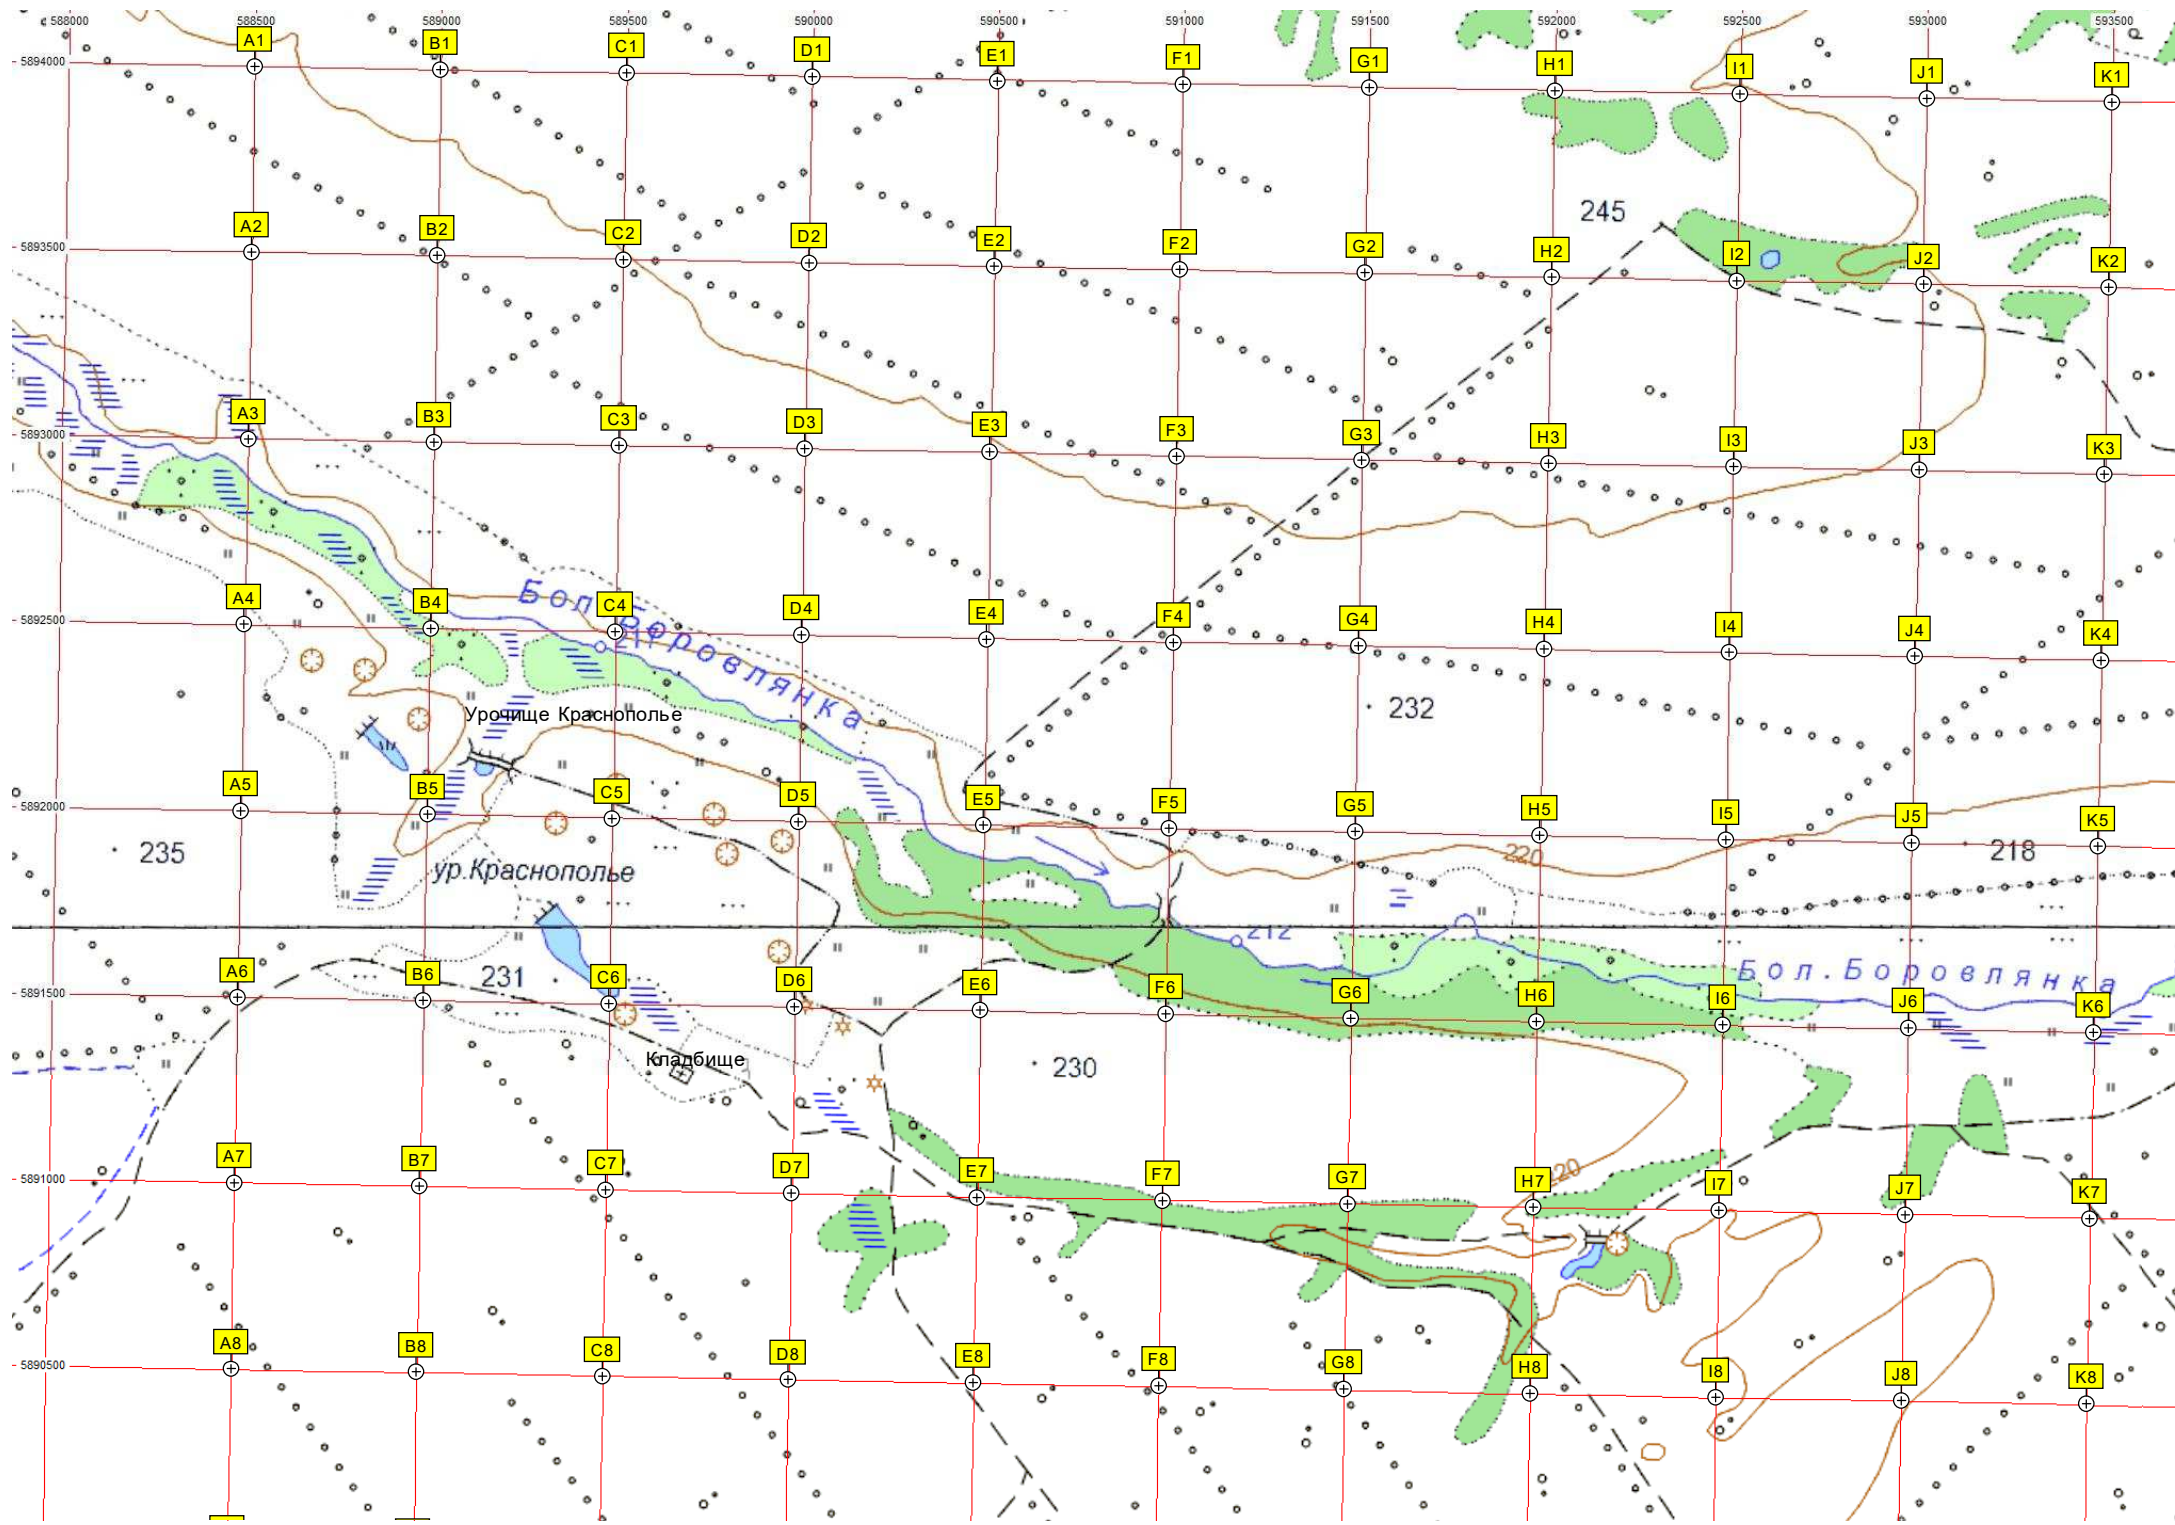 588000 588500 589000 589500 590000 590500 591000 591500 592000 592500 593000 593500
5894000
A1 B1 C1 D1 E1 F1 G1 H1 I1 J1 K1
245
5893500
A2 B2 C2 D2 E2 F2 G2 H2 I2 J2 K2
5893000
A3 B3 C3 D3 E3 F3 G3 H3 I3 J3 K3
5892500
A4 B4 C4 D4 E4 F4 G4 H4 I4 J4 K4
Бол. Боровлянка
211
232
Урочище Краснополье
5892000
A5 B5 C5 D5 E5 F5 G5 H5 I5 J5 K5
235
220
218
ур.Краснополье
212
Бол. Боровлянка
5891500
A6 B6 C6 D6 E6 F6 G6 H6 I6 J6 K6
231
Кладбище
230
5891000
A7 B7 C7 D7 E7 F7 G7 H7 I7 J7 K7
5890500
A8 B8 C8 D8 E8 F8 G8 H8 I8 J8 K8